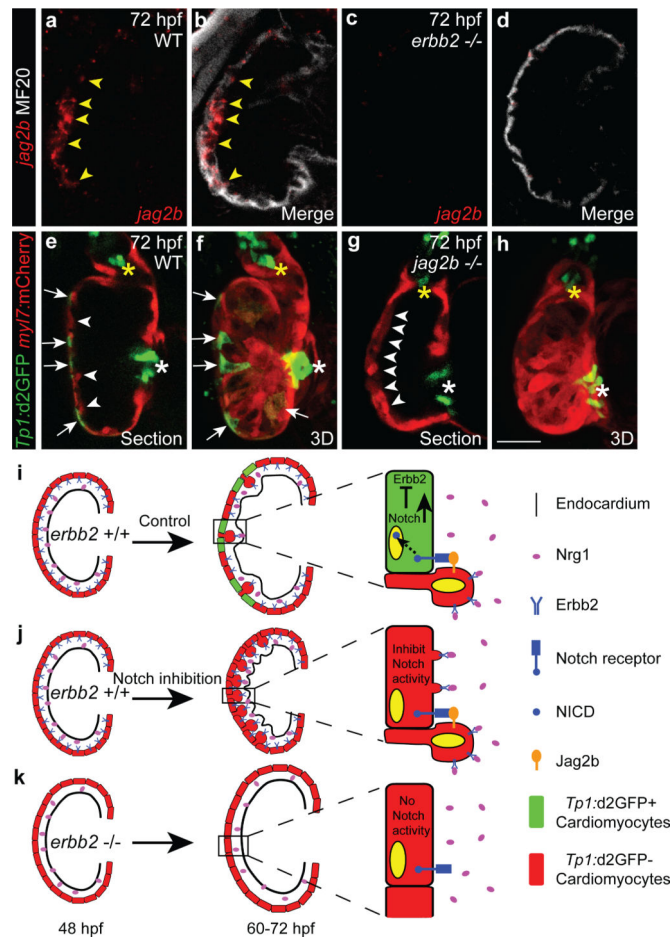 a 72 hpf WT
b
c 72 hpf erbb2 -/-
d
jag2b MF20
jag2b
Merge
jag2b
Merge
e 72 hpf WT
f
g 72 hpf jag2b -/-
h
Tp1:d2GFP myl7:mCherry
*
*
*
*
*
*
*
*
Section
3D
Section
3D
i
erbb2 +/+
Control
Erbb2
Notch
j
erbb2 +/+
Notch inhibition
Inhibit
Notch
activity
k
erbb2 -/-
No
Notch
activity
48 hpf
60-72 hpf
Endocardium
Nrg1
Erbb2
Notch receptor
NICD
Jag2b
Tp1:d2GFP+
Cardiomyocytes
Tp1:d2GFP-
Cardiomyocytes